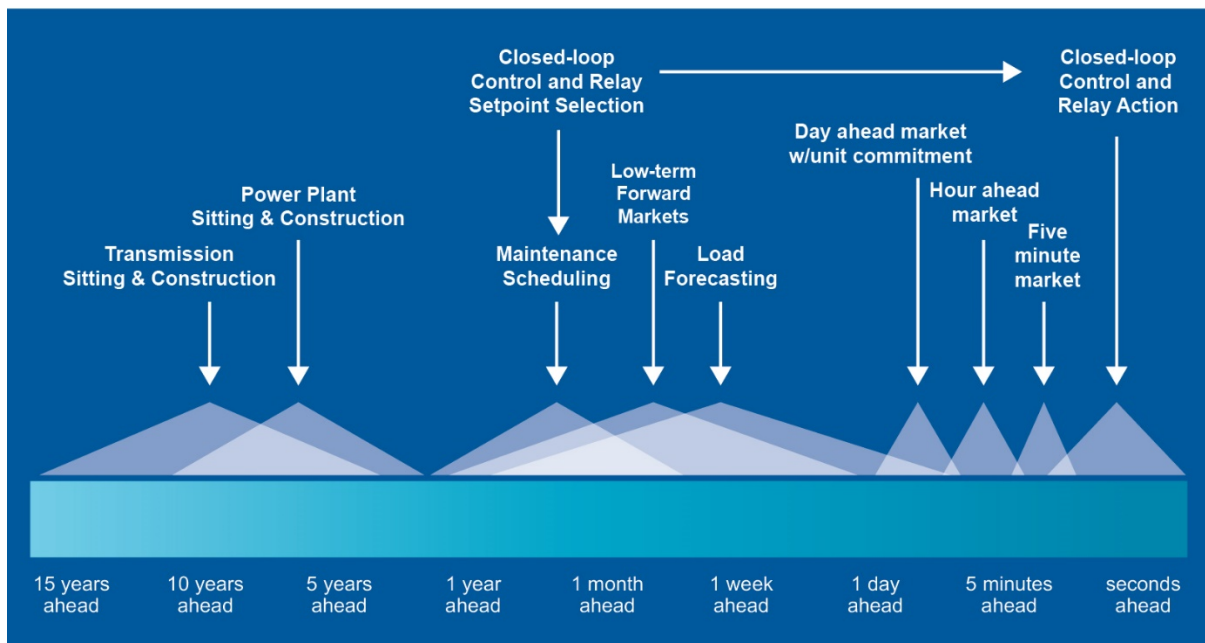 Closed-loop
Control and Relay
Setpoint Selection
Closed-loop
Control and
Relay Action
Day ahead market
w/unit commitment
Low-term
Forward
Markets
Power Plant
Sitting & Construction
Hour ahead
market
Five
minute
market
Transmission
Sitting & Construction
Maintenance
Scheduling
Load
Forecasting
15 years
ahead
10 years
ahead
5 years
ahead
1 year
ahead
1 month
ahead
1 week
ahead
1 day
ahead
5 minutes
ahead
seconds
ahead